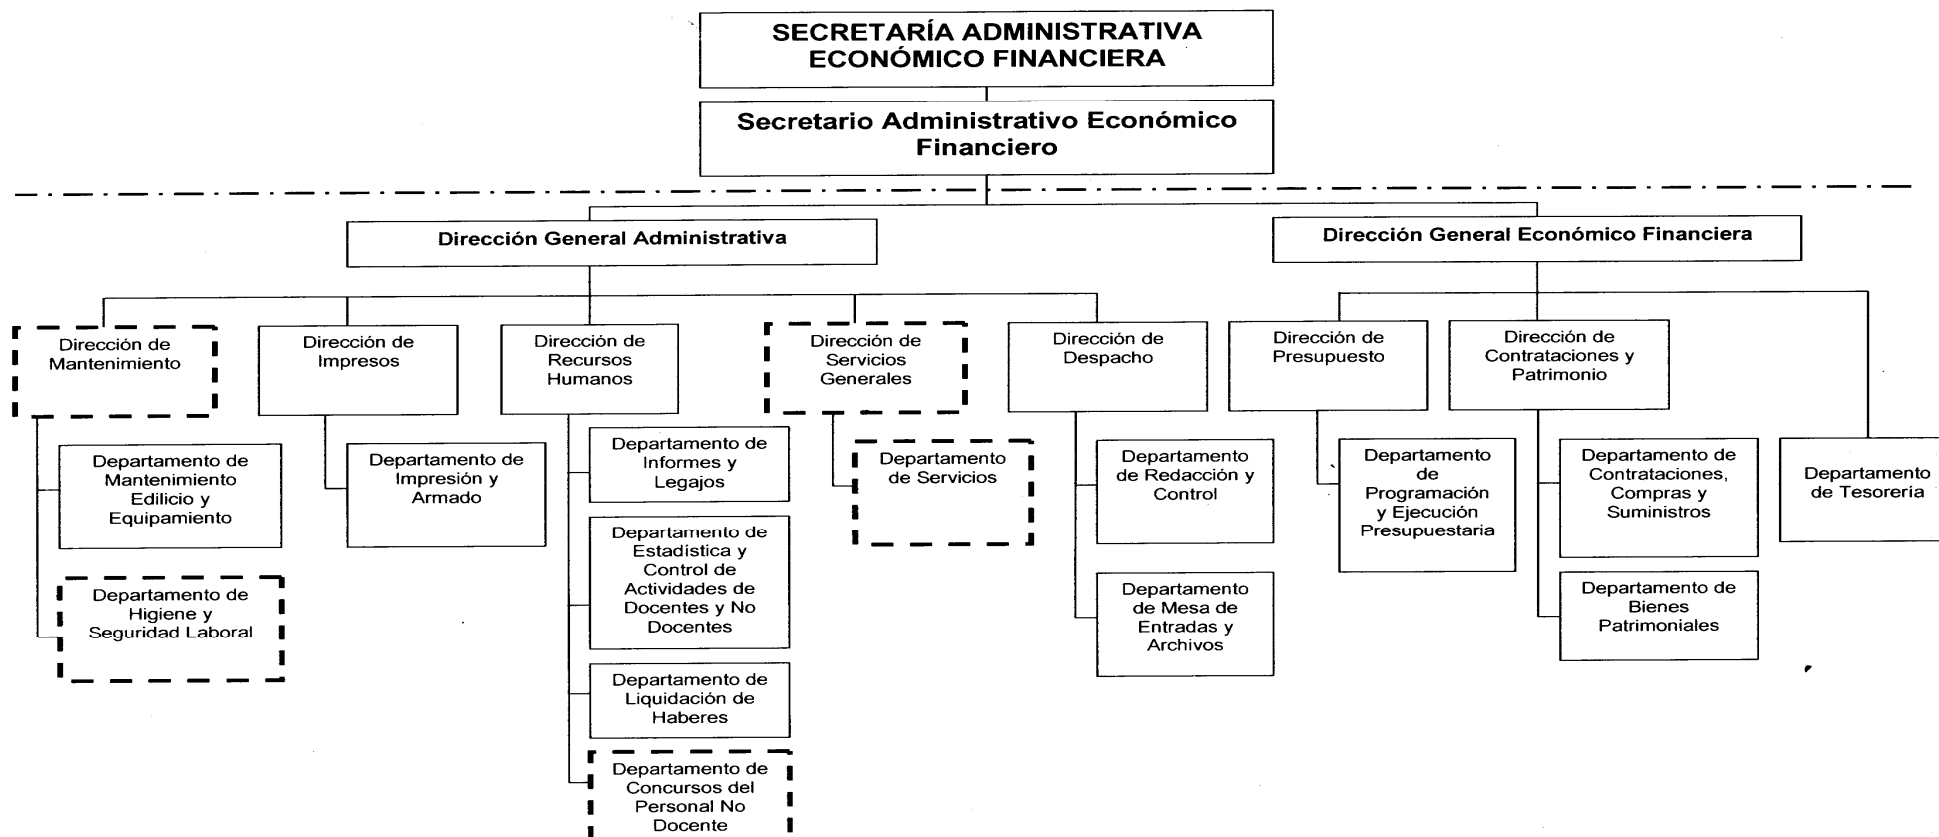 SECRETARÍA ADMINISTRATIVA
ECONÓMICO FINANCIERA
Secretario Administrativo Económico
Financiero
Dirección General Administrativa
Dirección General Económico Financiera
Dirección de
Mantenimiento
Dirección de
Impresos
Dirección de
Recursos
Humanos
Dirección de
Servicios
Generales
Dirección de
Despacho
Dirección de
Presupuesto
Dirección de
Contrataciones y
Patrimonio
Departamento de
Mantenimiento
Edilicio y
Equipamiento
Departamento de
Higiene y
Seguridad Laboral
Departamento de
Impresión y
Armado
Departamento de
Informes y
Legajos
Departamento de
Estadística y
Control de
Actividades de
Docentes y No
Docentes
Departamento de
Liquidación de
Haberes
Departamento de
Concursos del
Personal No
Docente
Departamento
de Servicios
Departamento
de Redacción y
Control
Departamento
de Mesa de
Entradas y
Archivos
Departamento
de
Programación
y Ejecución
Presupuestaria
Departamento de
Contrataciones,
Compras y
Suministros
Departamento de
Bienes
Patrimoniales
Departamento
de Tesorería